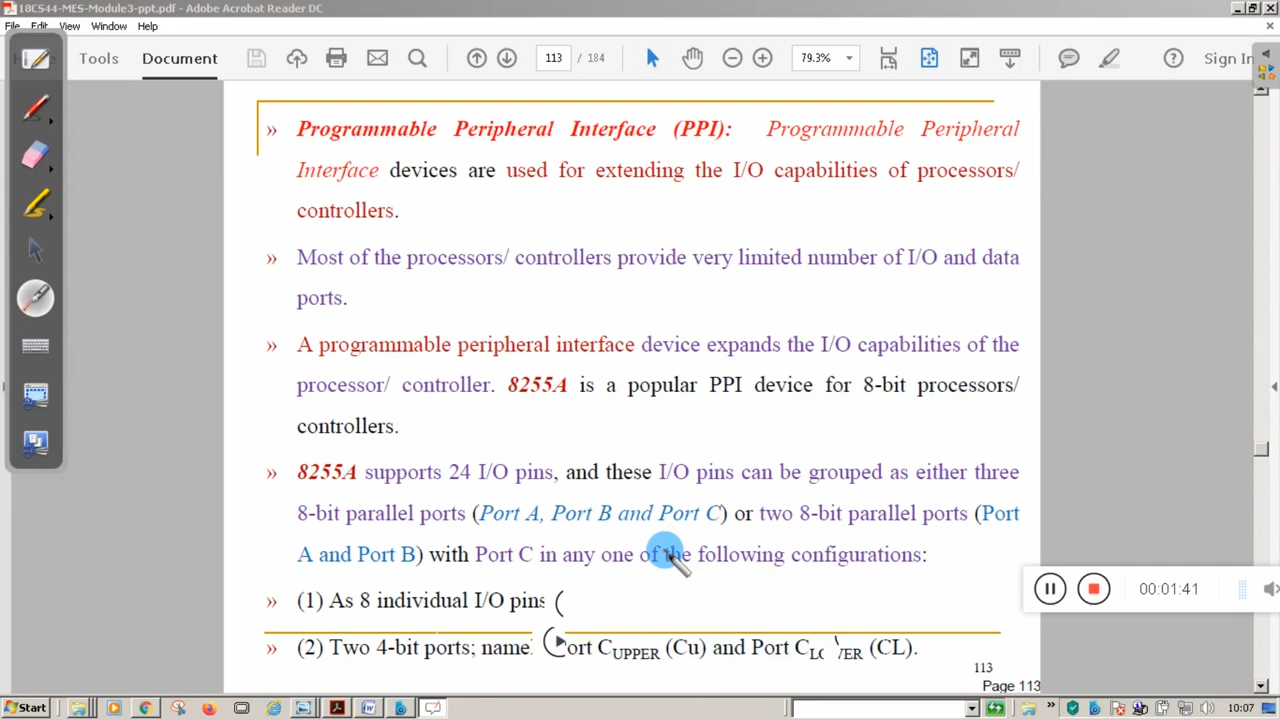 18CS44-MES-Module3-ppt.pdf - Adobe Acrobat Reader DC
File Edit View Window Help
Tools Document 113 / 184 79.3% Sign In
» Programmable Peripheral Interface (PPI): Programmable Peripheral
Interface devices are used for extending the I/O capabilities of processors/
controllers.
» Most of the processors/ controllers provide very limited number of I/O and data
ports.
» A programmable peripheral interface device expands the I/O capabilities of the
processor/ controller. 8255A is a popular PPI device for 8-bit processors/
controllers.
» 8255A supports 24 I/O pins, and these I/O pins can be grouped as either three
8-bit parallel ports (Port A, Port B and Port C) or two 8-bit parallel ports (Port
A and Port B) with Port C in any one of the following configurations:
00:01:41
» (1) As 8 individual I/O pins
» (2) Two 4-bit ports; Port CUPPER (Cu) and Port (CL).
113
Page 113
Start 10:07